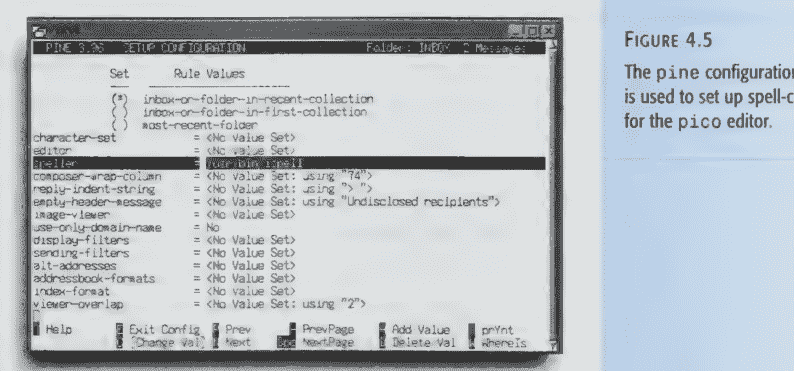 PINE 3.96 SETUP CONFIGURATION Folder: INBOX 2 Messages
Set Rule Values
(*) inbox-or-folder-in-recent-collection
( ) inbox-or-folder-in-first-collection
( ) most-recent-folder
character-set = <No Value Set>
editor = <No Value Set>
speller = /usr/bin/ispell
composer-wrap-column = <No Value Set: using "74">
reply-indent-string = <No Value Set: using "> ">
empty-header-message = <No Value Set: using "Undisclosed recipients">
image-viewer = <No Value Set>
use-only-domain-name = No
display-filters = <No Value Set>
sending-filters = <No Value Set>
alt-addresses = <No Value Set>
addressbook-formats = <No Value Set>
index-format = <No Value Set>
viewer-overlap = <No Value Set: using "2">
Help Exit Config Prev PrevPage Add Value prYnt
[Change Val] Next Spc NextPage Delete Val WhereIs
FIGURE 4.5
The pine configuration
is used to set up spell-c
for the pico editor.